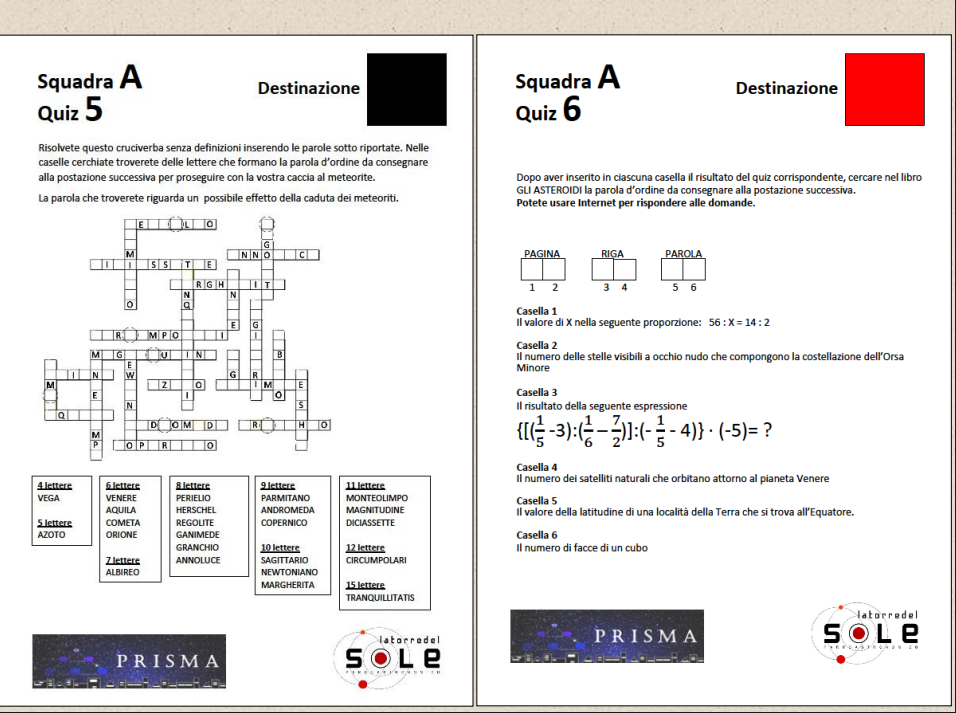 Squadra A
Quiz 5
Destinazione
Risolvete questo cruciverba senza definizioni inserendo le parole sotto riportate. Nelle
caselle cerchiate troverete delle lettere che formano la parola d'ordine da consegnare
alla postazione successiva per proseguire con la vostra caccia al meteorite.
La parola che troverete riguarda un possibile effetto della caduta dei meteoriti.
4 lettere
VEGA
5 lettere
AZOTO
6 lettere
VENERE
AQUILA
COMETA
ORIONE
7 lettere
ALBIREO
8 lettere
PERIELIO
HERSCHEL
REGOLITE
GANIMEDE
GRANCHIO
ANNOLUCE
9 lettere
PARMITANO
ANDROMEDA
COPERNICO
10 lettere
SAGITTARIO
NEWTONIANO
MARGHERITA
11 lettere
MONTEOLIMPO
MAGNITUDINE
DICIASSETTE
12 lettere
CIRCUMPOLARI
15 lettere
TRANQUILLITATIS
PRISMA
latorredel
SOLE
Squadra A
Quiz 6
Destinazione
Dopo aver inserito in ciascuna casella il risultato del quiz corrispondente, cercare nel libro
GLI ASTEROIDI la parola d'ordine da consegnare alla postazione successiva.
Potete usare Internet per rispondere alle domande.
PAGINA RIGA PAROLA
1 2 3 4 5 6
Casella 1
Il valore di X nella seguente proporzione: 56 : X = 14 : 2
Casella 2
Il numero delle stelle visibili a occhio nudo che compongono la costellazione dell'Orsa
Minore
Casella 3
Il risultato della seguente espressione
{[(1/5 -3):(1/6 − 7/2)]:(- 1/5 - 4)} · (-5)= ?
Casella 4
Il numero dei satelliti naturali che orbitano attorno al pianeta Venere
Casella 5
Il valore della latitudine di una località della Terra che si trova all'Equatore.
Casella 6
Il numero di facce di un cubo
PRISMA
latorredel
SOLE